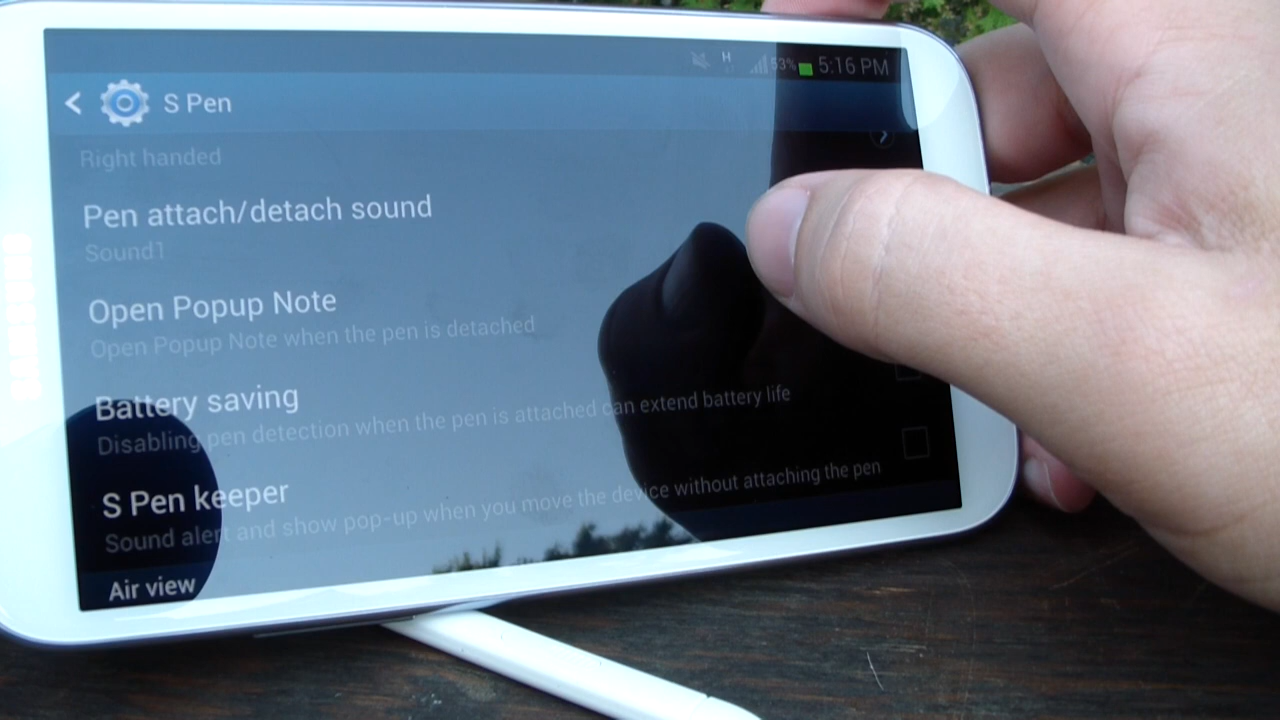 H 53% 5:16 PM
S Pen
Right handed
Pen attach/detach sound
Sound1
Open Popup Note
Open Popup Note when the pen is detached
Battery saving
Disabling pen detection when the pen is attached can extend battery life
S Pen keeper
Sound alert and show pop-up when you move the device without attaching the pen
Air view
SAMSUNG